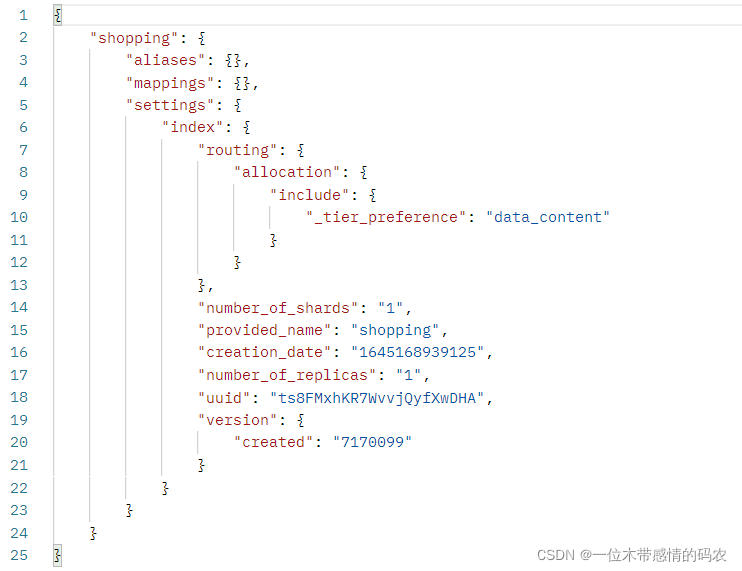 1 {
2     "shopping": {
3         "aliases": {},
4         "mappings": {},
5         "settings": {
6             "index": {
7                 "routing": {
8                     "allocation": {
9                         "include": {
10                             "_tier_preference": "data_content"
11                         }
12                     }
13                 },
14                 "number_of_shards": "1",
15                 "provided_name": "shopping",
16                 "creation_date": "1645168939125",
17                 "number_of_replicas": "1",
18                 "uuid": "ts8FMxhKR7WvvjQyfXwDHA",
19                 "version": {
20                     "created": "7170099"
21                 }
22             }
23         }
24     }
25 }
CSDN @一位木带感情的码农